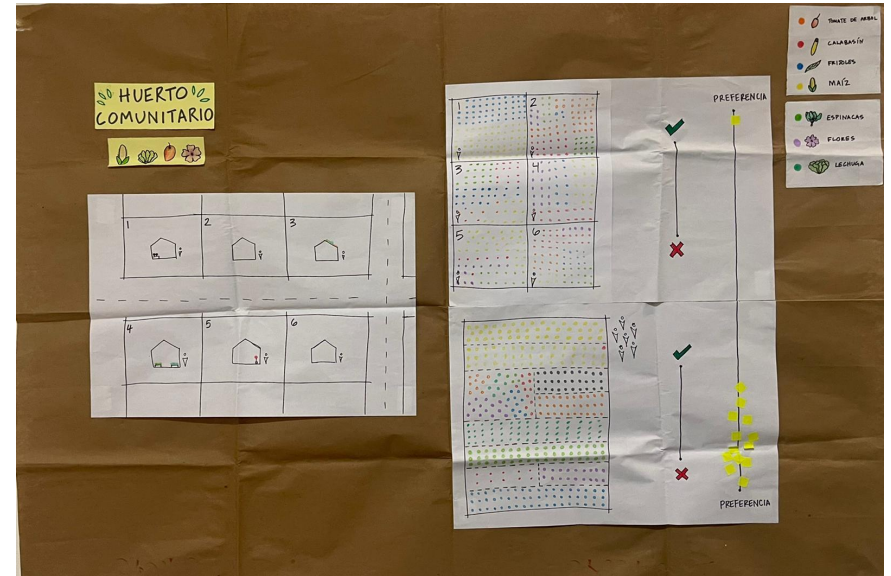 HUERTO
COMUNITARIO
1
2
3
4
5
6
1
2
3
4
5
6
PREFERENCIA
PREFERENCIA
TOMATE DE ARBOL
CALABASÍN
FRIJOLES
MAÍZ
ESPINACAS
FLORES
LECHUGA